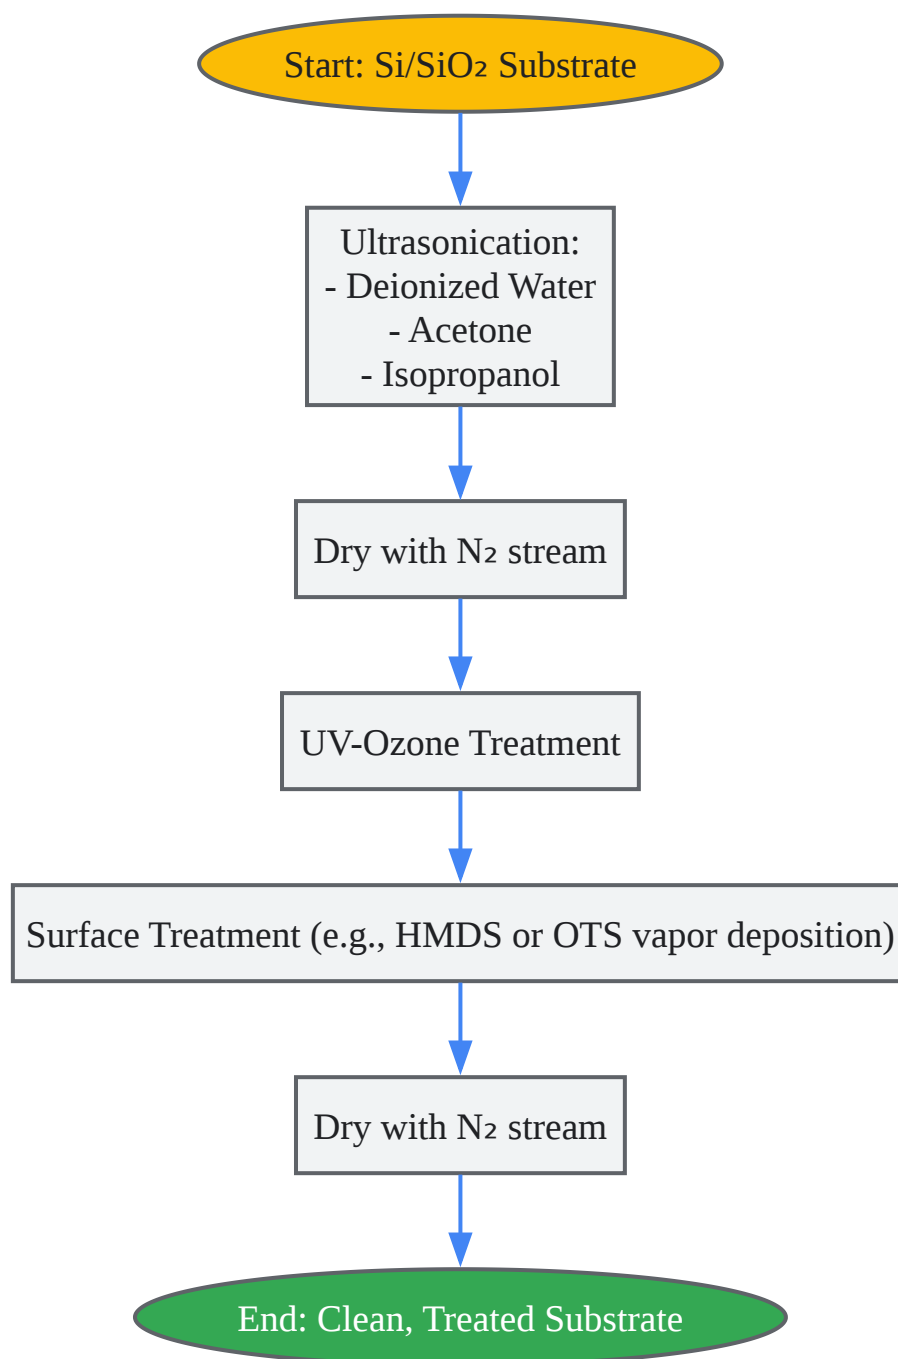 Start: Si/SiO₂ Substrate
Ultrasonication:
- Deionized Water
- Acetone
- Isopropanol
Dry with N₂ stream
UV-Ozone Treatment
Surface Treatment (e.g., HMDS or OTS vapor deposition)
Dry with N₂ stream
End: Clean, Treated Substrate